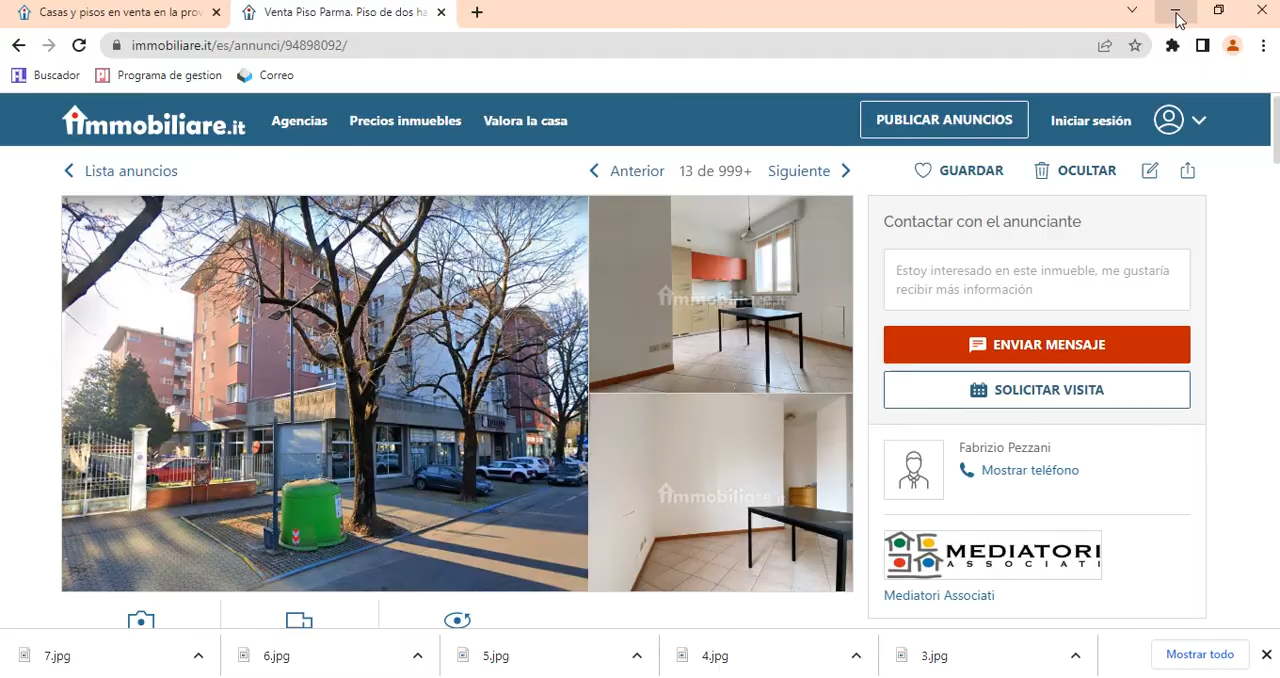 Casas y pisos en venta en la prov
Venta Piso Parma. Piso de dos ha
immobiliare.it/es/annunci/94898092/
Buscador
Programa de gestion
Correo
immobiliare.it
Agencias
Precios inmuebles
Valora la casa
PUBLICAR ANUNCIOS
Iniciar sesión
Lista anuncios
Anterior
13 de 999+
Siguiente
GUARDAR
OCULTAR
Contactar con el anunciante
Estoy interesado en este inmueble, me gustaría
recibir más información
ENVIAR MENSAJE
SOLICITAR VISITA
Fabrizio Pezzani
Mostrar teléfono
MEDIATORI
ASSOCIATI
Mediatori Associati
immobiliare.it
immobiliare.it
7.jpg
6.jpg
5.jpg
4.jpg
3.jpg
Mostrar todo